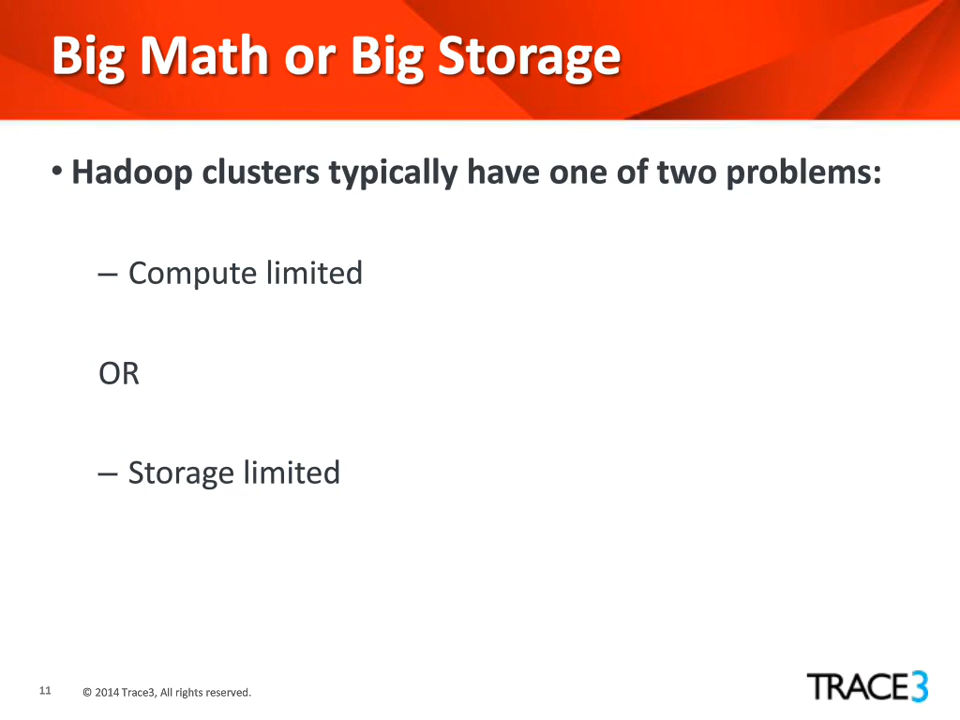 Big Math or Big Storage
• Hadoop clusters typically have one of two problems:
– Compute limited
OR
– Storage limited
11 © 2014 Trace3, All rights reserved.
TRACE3